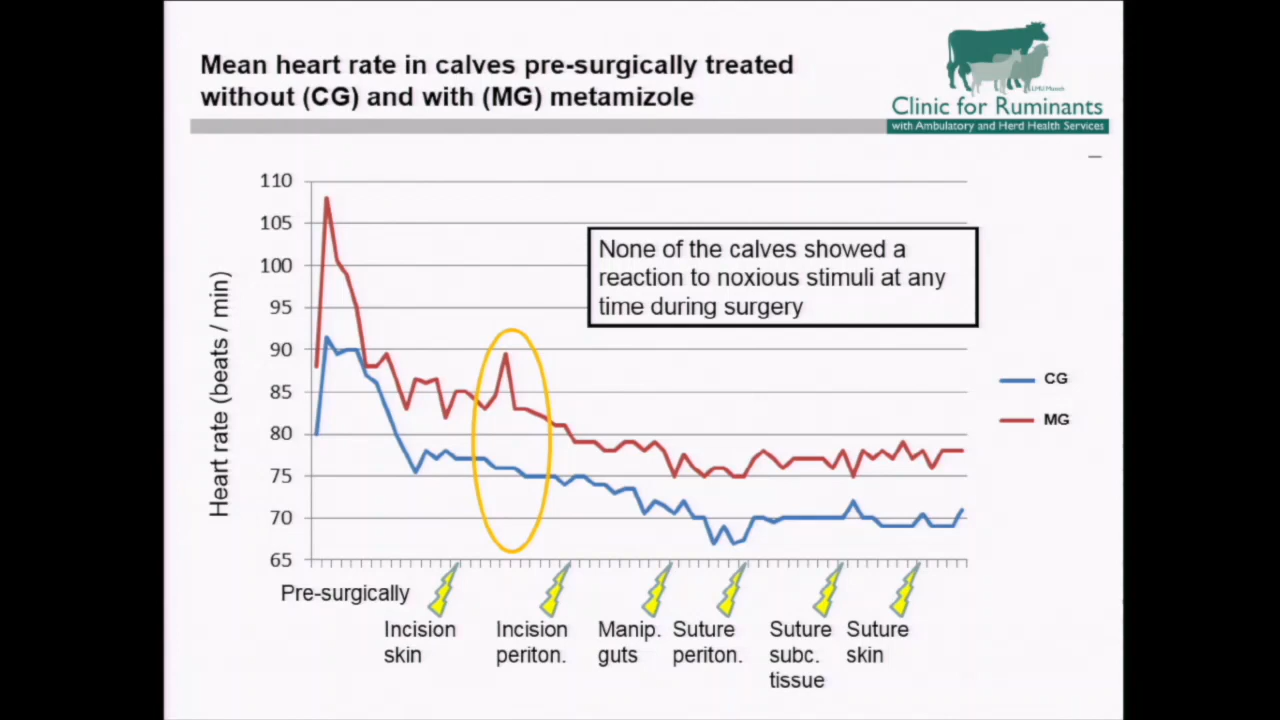 Mean heart rate in calves pre-surgically treated
without (CG) and with (MG) metamizole
LMU Munich
Clinic for Ruminants
with Ambulatory and Herd Health Services
110
105
100
95
90
85
80
75
70
65
Heart rate (beats / min)
None of the calves showed a
reaction to noxious stimuli at any
time during surgery
CG
MG
Pre-surgically
Incision
skin
Incision
periton.
Manip.
guts
Suture
periton.
Suture
subc.
tissue
Suture
skin